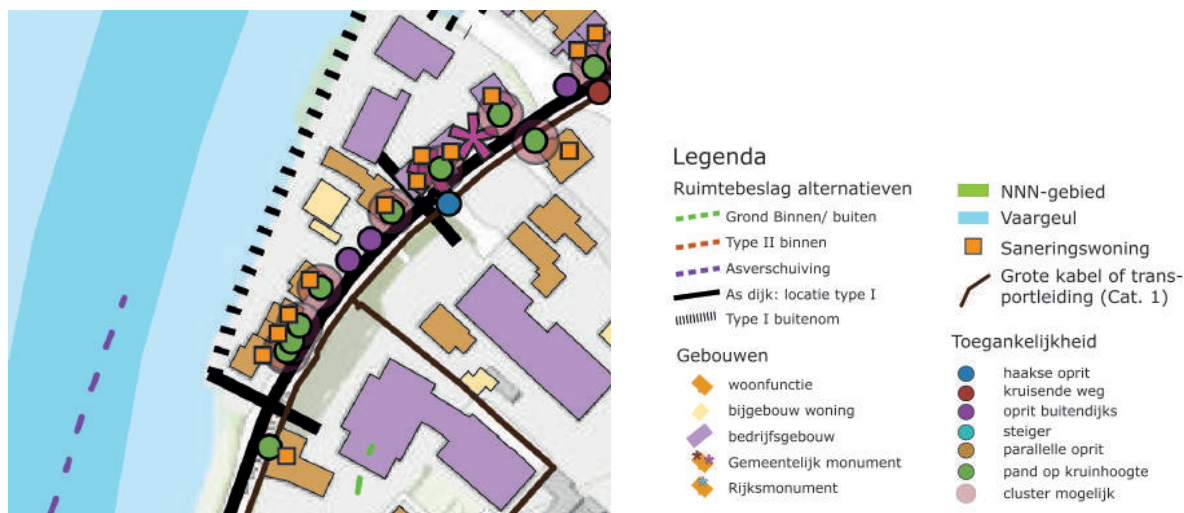 Legenda
Ruimtebeslag alternatieven
Grond Binnen/ buiten
Type II binnen
Asverschuiving
As dijk: locatie type I
Type I buitenom
Gebouwen
woonfunctie
bijgebouw woning
bedrijfsgebouw
Gemeentelijk monument
Rijksmonument
NNN-gebied
Vaargeul
Saneringswoning
Grote kabel of trans-
portleiding (Cat. 1)
Toegankelijkheid
haakse oprit
kruisende weg
oprit buitendijks
steiger
parallelle oprit
pand op kruinhoogte
cluster mogelijk